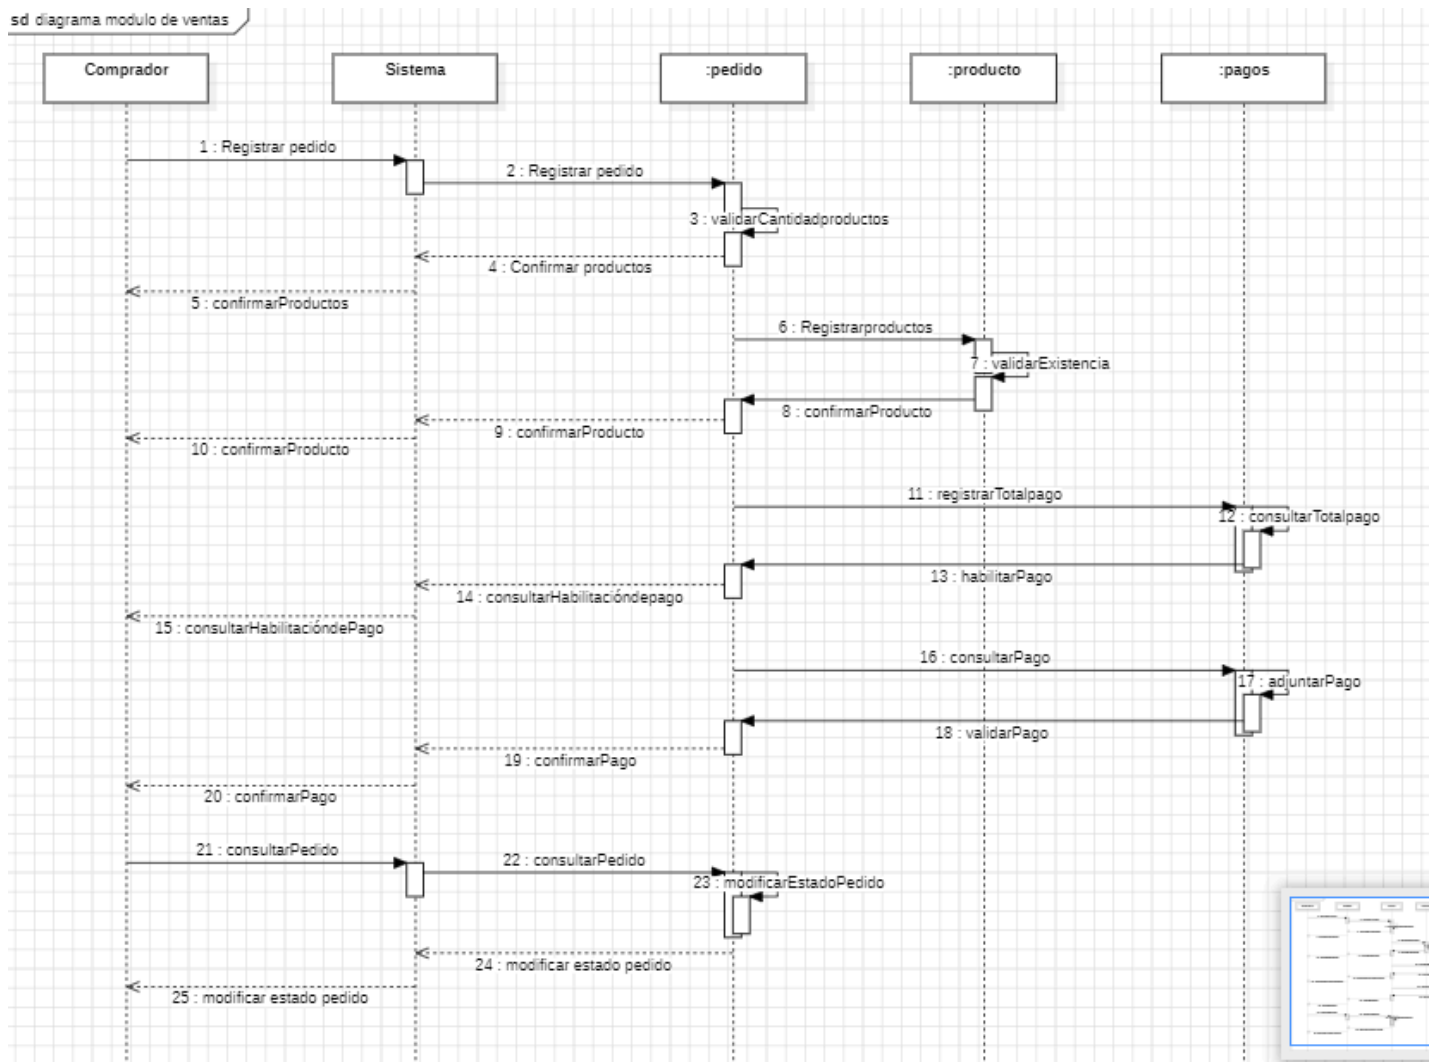 sd diagrama modulo de ventas
Comprador
Sistema
:pedido
:producto
:pagos
1 : Registrar pedido
2 : Registrar pedido
3 : validarCantidadproductos
4 : Confirmar productos
5 : confirmarProductos
6 : Registrarproductos
7 : validarExistencia
8 : confirmarProducto
9 : confirmarProducto
10 : confirmarProducto
11 : registrarTotalpago
12 : consultarTotalpago
13 : habilitarPago
14 : consultarHabilitacióndepago
15 : consultarHabilitacióndePago
16 : consultarPago
17 : adjuntarPago
18 : validarPago
19 : confirmarPago
20 : confirmarPago
21 : consultarPedido
22 : consultarPedido
23 : modificarEstadoPedido
24 : modificar estado pedido
25 : modificar estado pedido